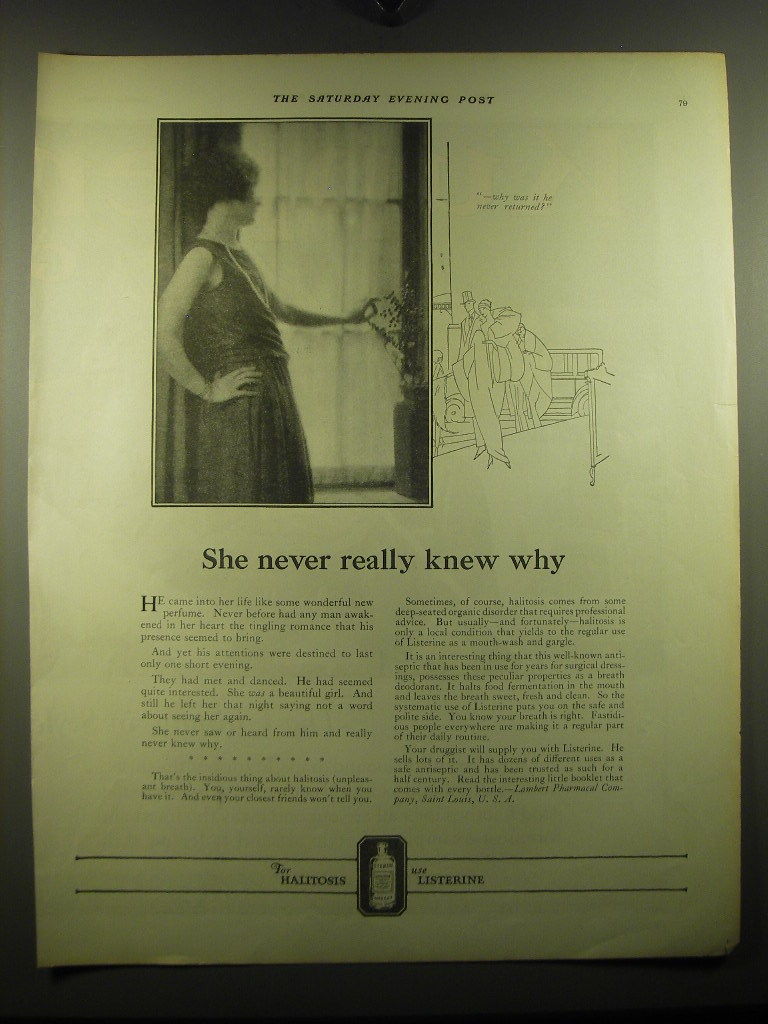 THE SATURDAY EVENING POST
79
"—why was it he
never returned?"
She never really knew why
HE came into her life like some wonderful new
perfume. Never before had any man awak-
ened in her heart the tingling romance that his
presence seemed to bring.
And yet his attentions were destined to last
only one short evening.
They had met and danced. He had seemed
quite interested. She was a beautiful girl. And
still he left her that night saying not a word
about seeing her again.
She never saw or heard from him and really
never knew why.
* * * * * * * * * *
That's the insidious thing about halitosis (unpleas-
ant breath). You, yourself, rarely know when you
have it. And even your closest friends won't tell you.
Sometimes, of course, halitosis comes from some
deep-seated organic disorder that requires professional
advice. But usually—and fortunately—halitosis is
only a local condition that yields to the regular use
of Listerine as a mouth-wash and gargle.
It is an interesting thing that this well-known anti-
septic that has been in use for years for surgical dress-
ings, possesses these peculiar properties as a breath
deodorant. It halts food fermentation in the mouth
and leaves the breath sweet, fresh and clean. So the
systematic use of Listerine puts you on the safe and
polite side. You know your breath is right. Fastidi-
ous people everywhere are making it a regular part
of their daily routine.
Your druggist will supply you with Listerine. He
sells lots of it. It has dozens of different uses as a
safe antiseptic and has been trusted as such for a
half century. Read the interesting little booklet that
comes with every bottle.—Lambert Pharmacal Com-
pany, Saint Louis, U. S. A.
For
HALITOSIS
use
LISTERINE